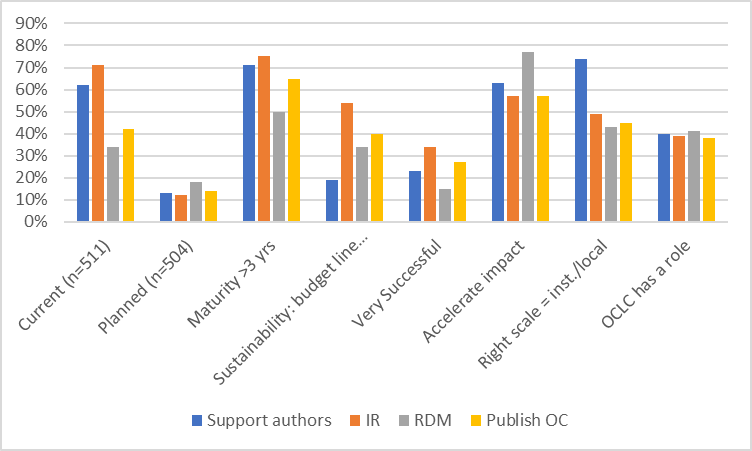 90%
80%
70%
60%
50%
40%
30%
20%
10%
0%
Current (n=511)
Planned (n=504)
Maturity >3 yrs
Sustainability: budget line...
Very Successful
Accelerate impact
Right scale = inst./local
OCLC has a role
Support authors IR RDM Publish OC